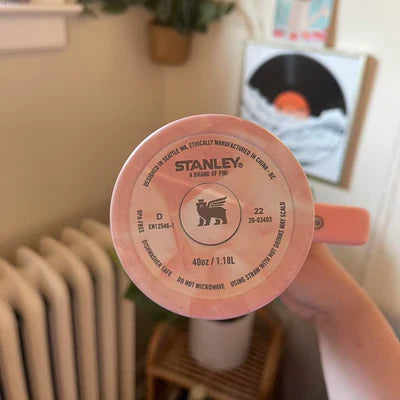 DESIGNED IN SEATTLE WA, ETHICALLY MANUFACTURED IN CHINA - BC
STANLEY®
A BRAND OF PMI
BPA FREE
D
EN12546-1
22
20-03403
40oz / 1.18L
DISHWASHER SAFE DO NOT MICROWAVE USING STRAW WITH HOT DRINKS MAY SCALD